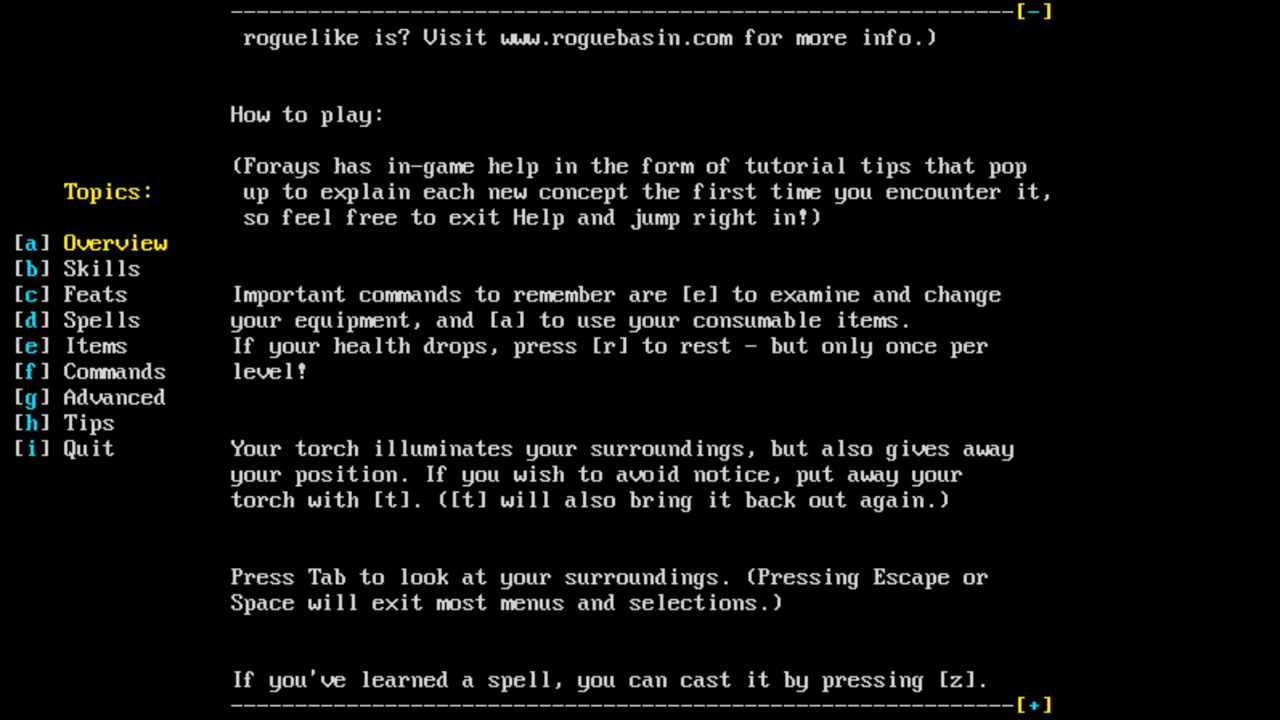 ------------------------------------------------------------[-]
roguelike is? Visit www.roguebasin.com for more info.)
How to play:
(Forays has in-game help in the form of tutorial tips that pop
up to explain each new concept the first time you encounter it,
so feel free to exit Help and jump right in!)
Topics:
[a] Overview
[b] Skills
[c] Feats
[d] Spells
[e] Items
[f] Commands
[g] Advanced
[h] Tips
[i] Quit
Important commands to remember are [e] to examine and change
your equipment, and [a] to use your consumable items.
If your health drops, press [r] to rest - but only once per
level!
Your torch illuminates your surroundings, but also gives away
your position. If you wish to avoid notice, put away your
torch with [t]. ([t] will also bring it back out again.)
Press Tab to look at your surroundings. (Pressing Escape or
Space will exit most menus and selections.)
If you've learned a spell, you can cast it by pressing [z].
------------------------------------------------------------[+]